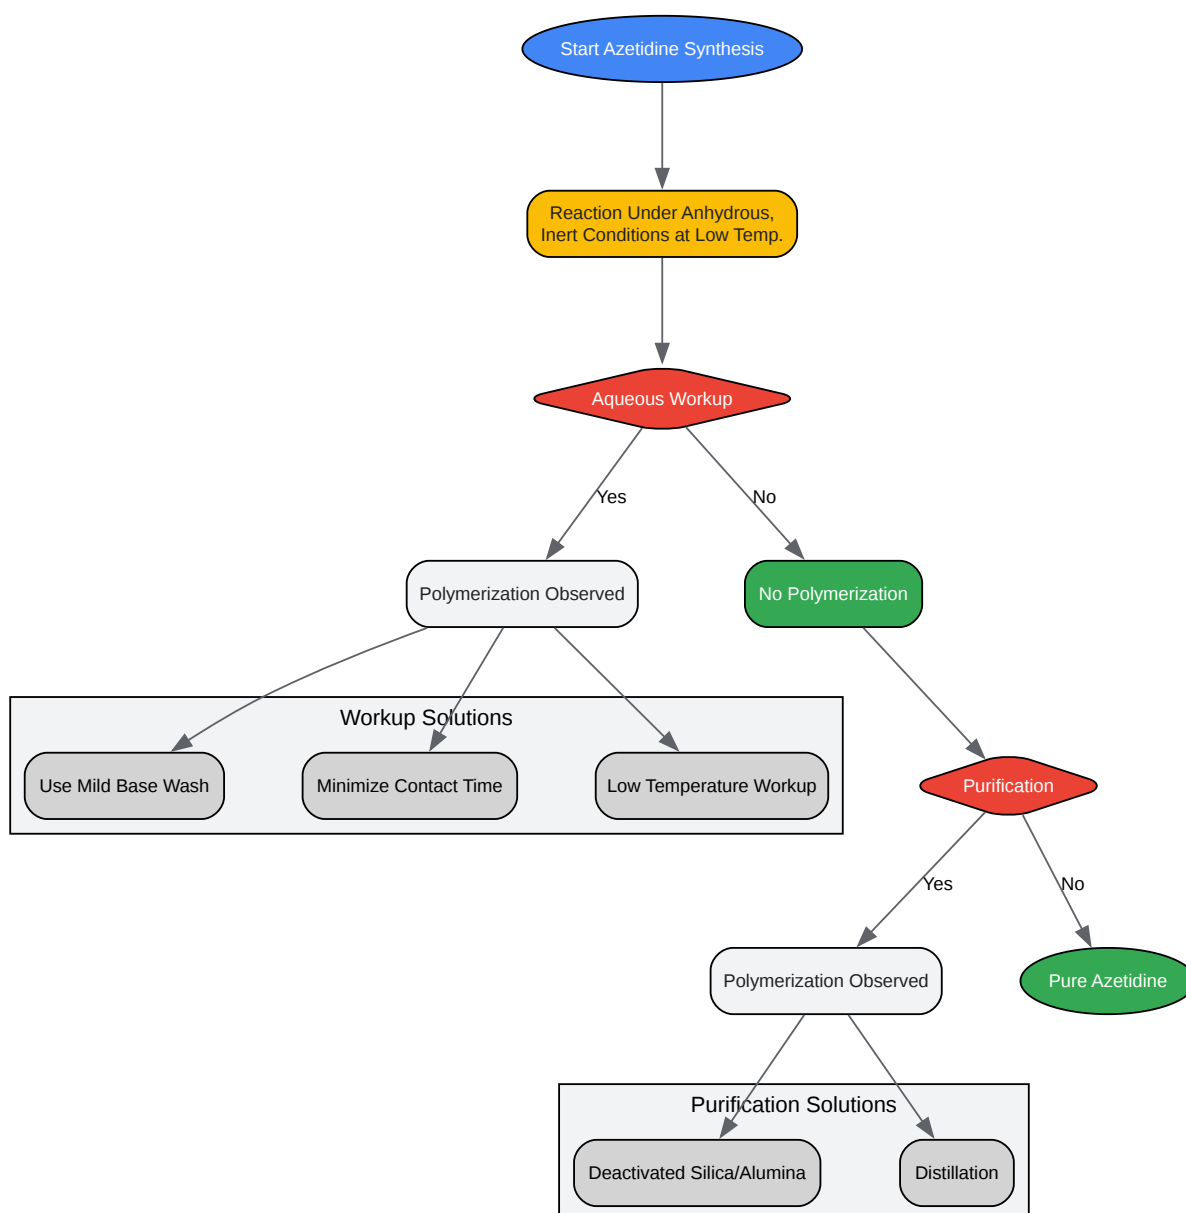 Start Azetidine Synthesis
Reaction Under Anhydrous,
Inert Conditions at Low Temp.
Aqueous Workup
Yes
No
Polymerization Observed
No Polymerization
Workup Solutions
Use Mild Base Wash
Minimize Contact Time
Low Temperature Workup
Purification
Yes
No
Polymerization Observed
Pure Azetidine
Purification Solutions
Deactivated Silica/Alumina
Distillation